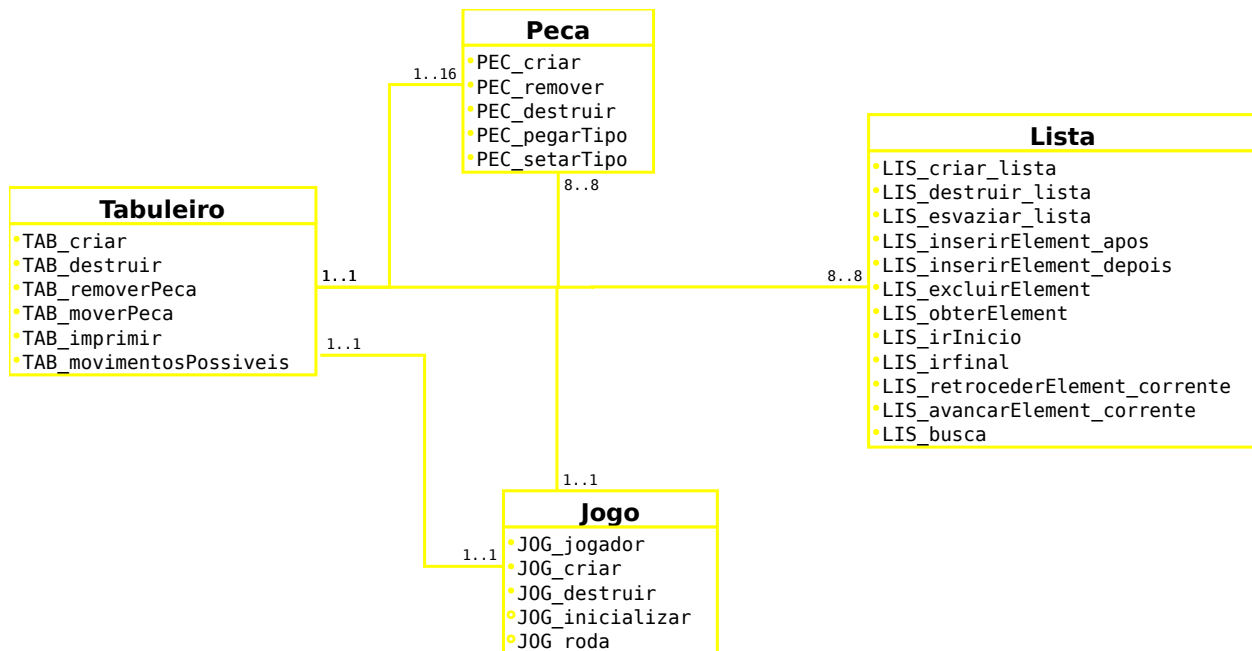 Peca
PEC_criar
PEC_remover
PEC_destruir
PEC_pegarTipo
PEC_setarTipo
1..16
8..8
Lista
LIS_criar_lista
LIS_destruir_lista
LIS_esvaziar_lista
LIS_inserirElement_apos
LIS_inserirElement_depois
LIS_excluirElement
LIS_obterElement
LIS_irInicio
LIS_irfinal
LIS_retrocederElement_corrente
LIS_avancarElement_corrente
LIS_busca
8..8
Tabuleiro
TAB_criar
TAB_destruir
TAB_removerPeca
TAB_moverPeca
TAB_imprimir
TAB_movimentosPossiveis
1..1
1..1
1..1
1..1
Jogo
JOG_jogador
JOG_criar
JOG_destruir
JOG_inicializar
JOG_roda